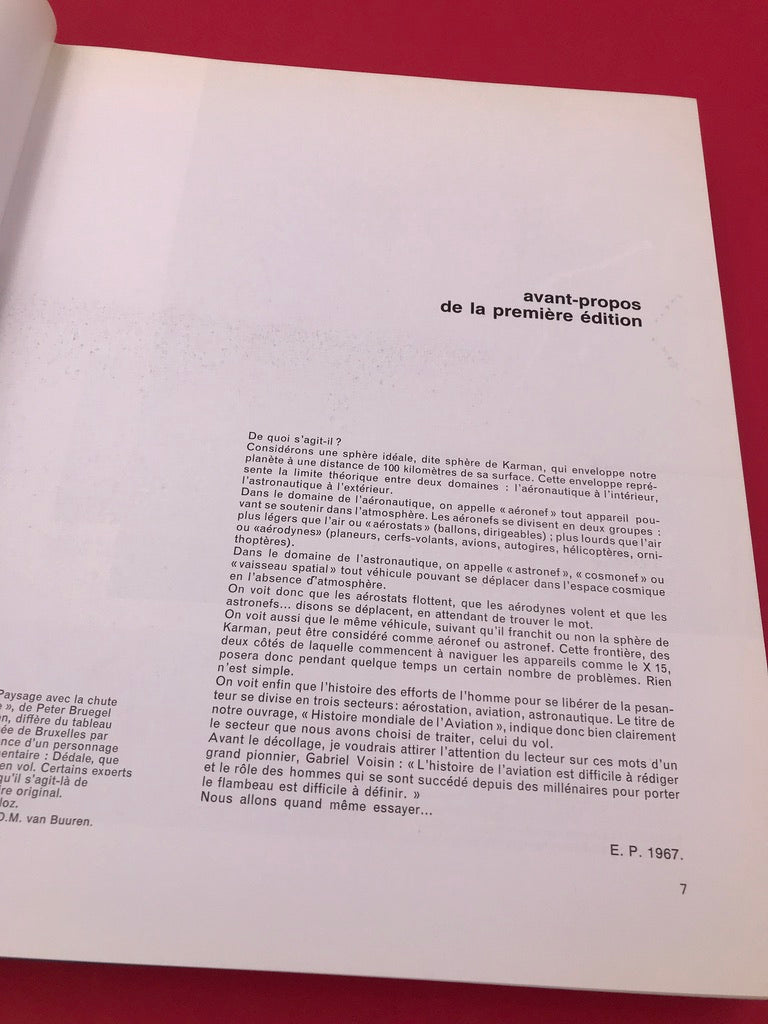 avant-propos
de la première édition
De quoi s'agit-il ?
Considérons une sphère idéale, dite sphère de Karman, qui enveloppe notre
planète à une distance de 100 kilomètres de sa surface. Cette enveloppe repré-
sente la limite théorique entre deux domaines : l'aéronautique à l'intérieur,
l'astronautique à l'extérieur.
Dans le domaine de l'aéronautique, on appelle « aéronef » tout appareil pou-
vant se soutenir dans l'atmosphère. Les aéronefs se divisent en deux groupes :
plus légers que l'air ou « aérostats » (ballons, dirigeables) ; plus lourds que l'air
ou «aérodynes» (planeurs, cerfs-volants, avions, autogires, hélicoptères, orni-
thoptères).
Dans le domaine de l'astronautique, on appelle « astronef », « cosmonef » ou
« vaisseau spatial » tout véhicule pouvant se déplacer dans l'espace cosmique
en l'absence d'atmosphère.
On voit donc que les aérostats flottent, que les aérodynes volent et que les
astronefs... disons se déplacent, en attendant de trouver le mot.
On voit aussi que le même véhicule, suivant qu'il franchit ou non la sphère de
Karman, peut être considéré comme aéronef ou astronef. Cette frontière, des
deux côtés de laquelle commencent à naviguer les appareils comme le X 15,
posera donc pendant quelque temps un certain nombre de problèmes. Rien
n'est simple.
On voit enfin que l'histoire des efforts de l'homme pour se libérer de la pesan-
teur se divise en trois secteurs : aérostation, aviation, astronautique. Le titre de
notre ouvrage, « Histoire mondiale de l'Aviation », indique donc bien clairement
le secteur que nous avons choisi de traiter, celui du vol.
Avant le décollage, je voudrais attirer l'attention du lecteur sur ces mots d'un
grand pionnier, Gabriel Voisin : « L'histoire de l'aviation est difficile à rédiger
et le rôle des hommes qui se sont succédé depuis des millénaires pour porter
le flambeau est difficile à définir. »
Nous allons quand même essayer...
E. P. 1967.
7
Paysage avec la chute
», de Peter Bruegel
diffère du tableau
de Bruxelles par
d'un personnage
: Dédale, que
en vol. Certains experts
qu'il s'agit-là de
original.
D.M. van Buuren.